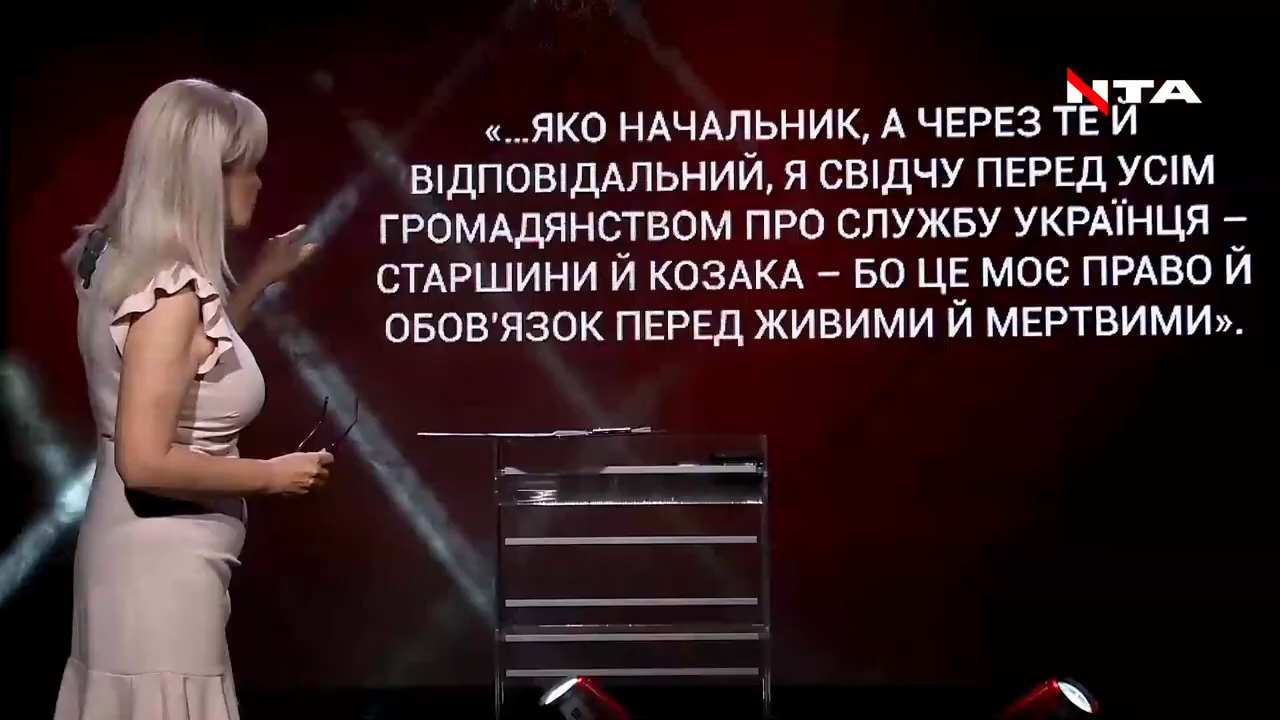 NTA
«...ЯКО НАЧАЛЬНИК, А ЧЕРЕЗ ТЕ Й
ВІДПОВІДАЛЬНИЙ, Я СВІДЧУ ПЕРЕД УСІМ
ГРОМАДЯНСТВОМ ПРО СЛУЖБУ УКРАЇНЦЯ –
СТАРШИНИ Й КОЗАКА – БО ЦЕ МОЄ ПРАВО Й
ОБОВ'ЯЗОК ПЕРЕД ЖИВИМИ Й МЕРТВИМИ».